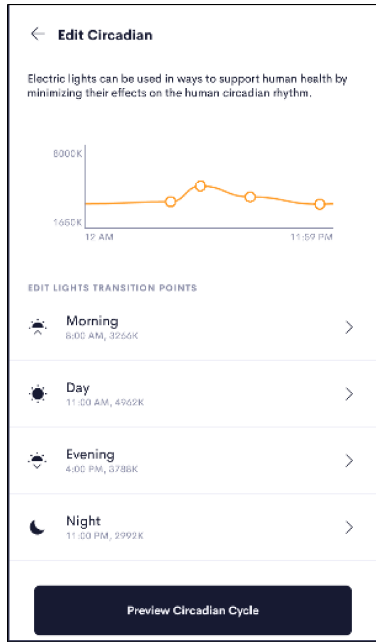 Edit Circadian
Electric lights can be used in ways to support human health by
minimizing their effects on the human circadian rhythm.
8000K
1650K
12 AM
11:59 PM
EDIT LIGHTS TRANSITION POINTS
Morning
8:00 AM, 3266K
Day
11:00 AM, 4962K
Evening
4:00 PM, 3788K
Night
11:00 PM, 2992K
Preview Circadian Cycle